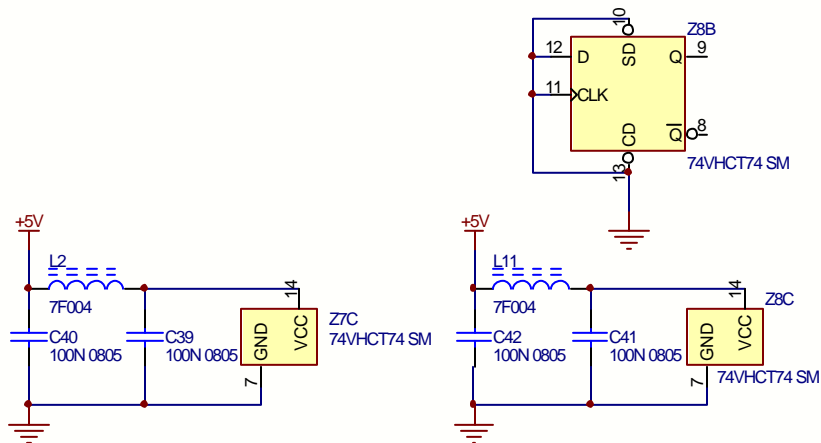 10
Z8B
12 D SD Q 9
11 CLK
CD Q 8
13
74VHCT74 SM
+5V
L2
7F004
14
C40
100N 0805
C39
100N 0805
GND
VCC
7
Z7C
74VHCT74 SM
+5V
L11
7F004
14
C42
100N 0805
C41
100N 0805
GND
VCC
7
Z8C
74VHCT74 SM